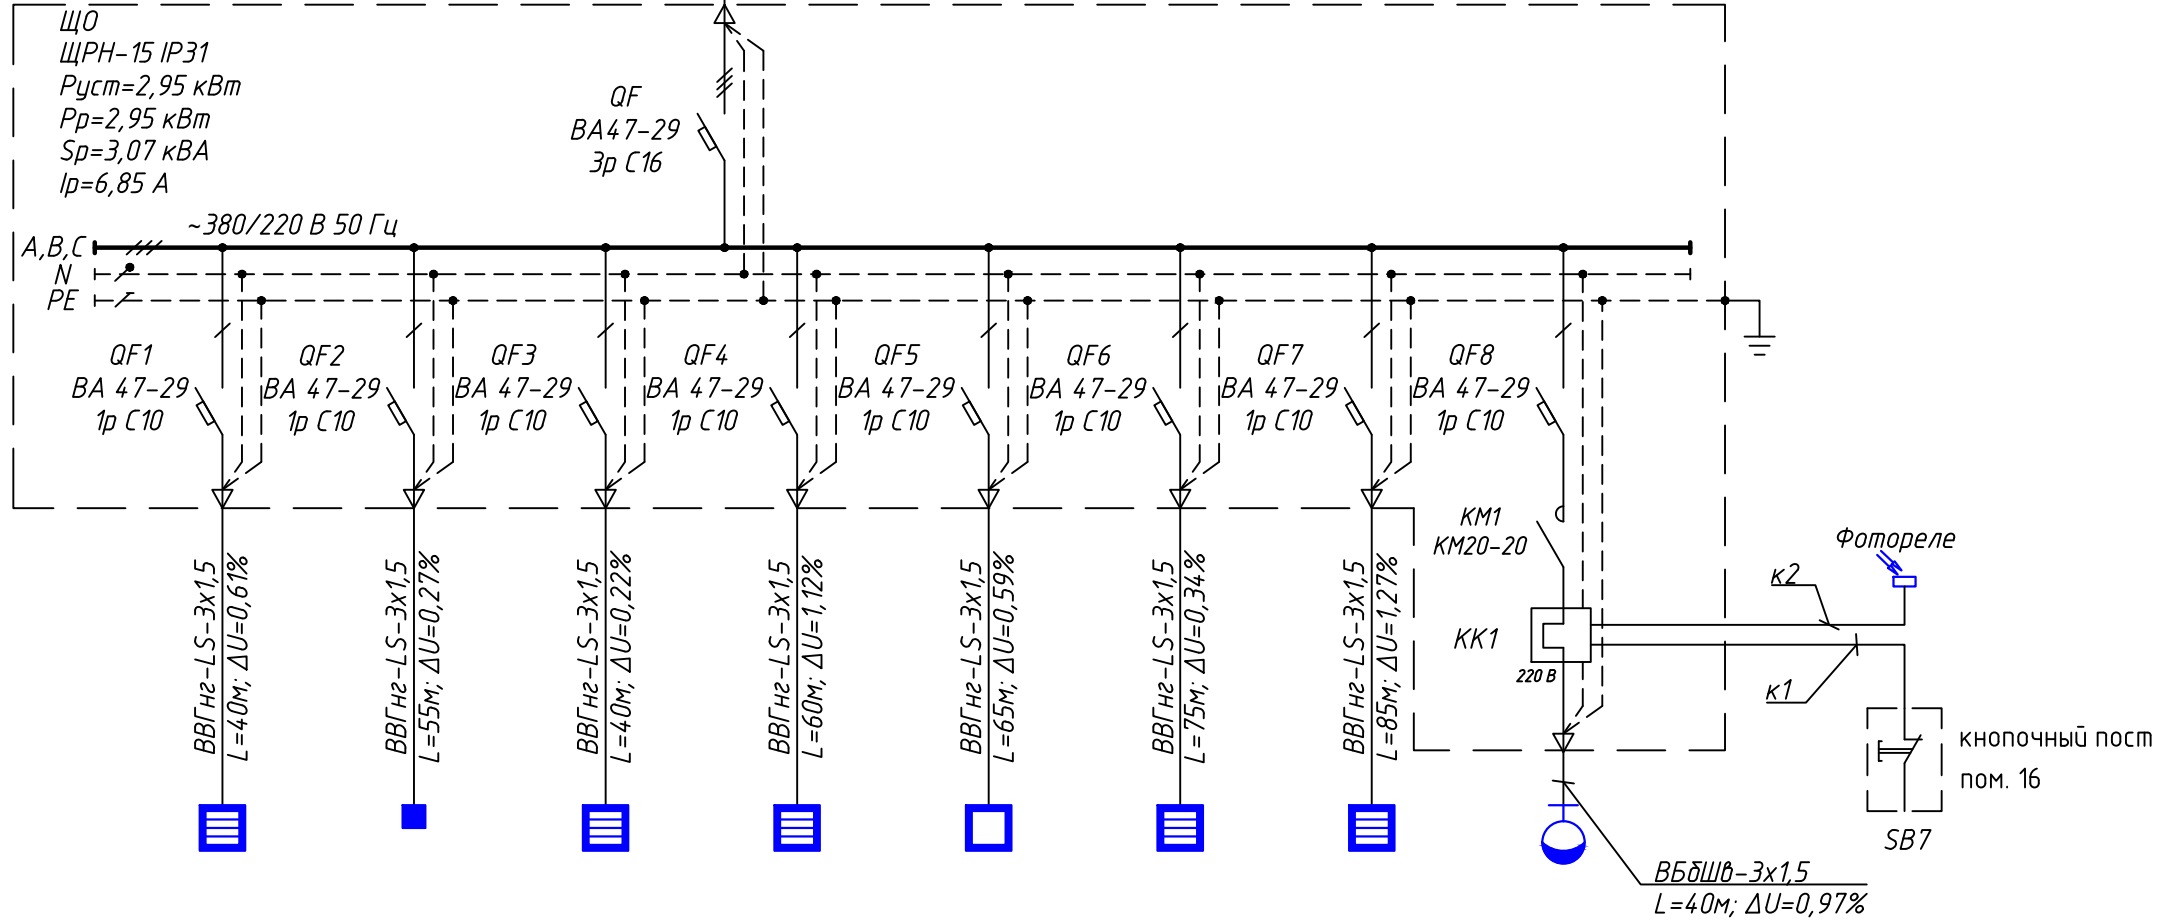 ЩО
ЩРН-15 IP31
Руст=2,95 кВт
Рр=2,95 кВт
Sр=3,07 кВА
Iр=6,85 А
QF
ВА47-29
3р С16
~380/220 В 50 Гц
А,В,С
N
PE
QF1
ВА 47-29
1р С10
QF2
ВА 47-29
1р С10
QF3
ВА 47-29
1р С10
QF4
ВА 47-29
1р С10
QF5
ВА 47-29
1р С10
QF6
ВА 47-29
1р С10
QF7
ВА 47-29
1р С10
QF8
ВА 47-29
1р С10
ВВГнг-LS-3х1,5
L=40м; ΔU=0,61%
ВВГнг-LS-3х1,5
L=55м; ΔU=0,27%
ВВГнг-LS-3х1,5
L=40м; ΔU=0,22%
ВВГнг-LS-3х1,5
L=60м; ΔU=1,12%
ВВГнг-LS-3х1,5
L=65м; ΔU=0,59%
ВВГнг-LS-3х1,5
L=75м; ΔU=0,34%
ВВГнг-LS-3х1,5
L=85м; ΔU=1,27%
КМ1
КМ20-20
КК1
220 В
Фотореле
к2
к1
кнопочный пост
пом. 16
SB7
ВБбШв-3х1,5
L=40м; ΔU=0,97%